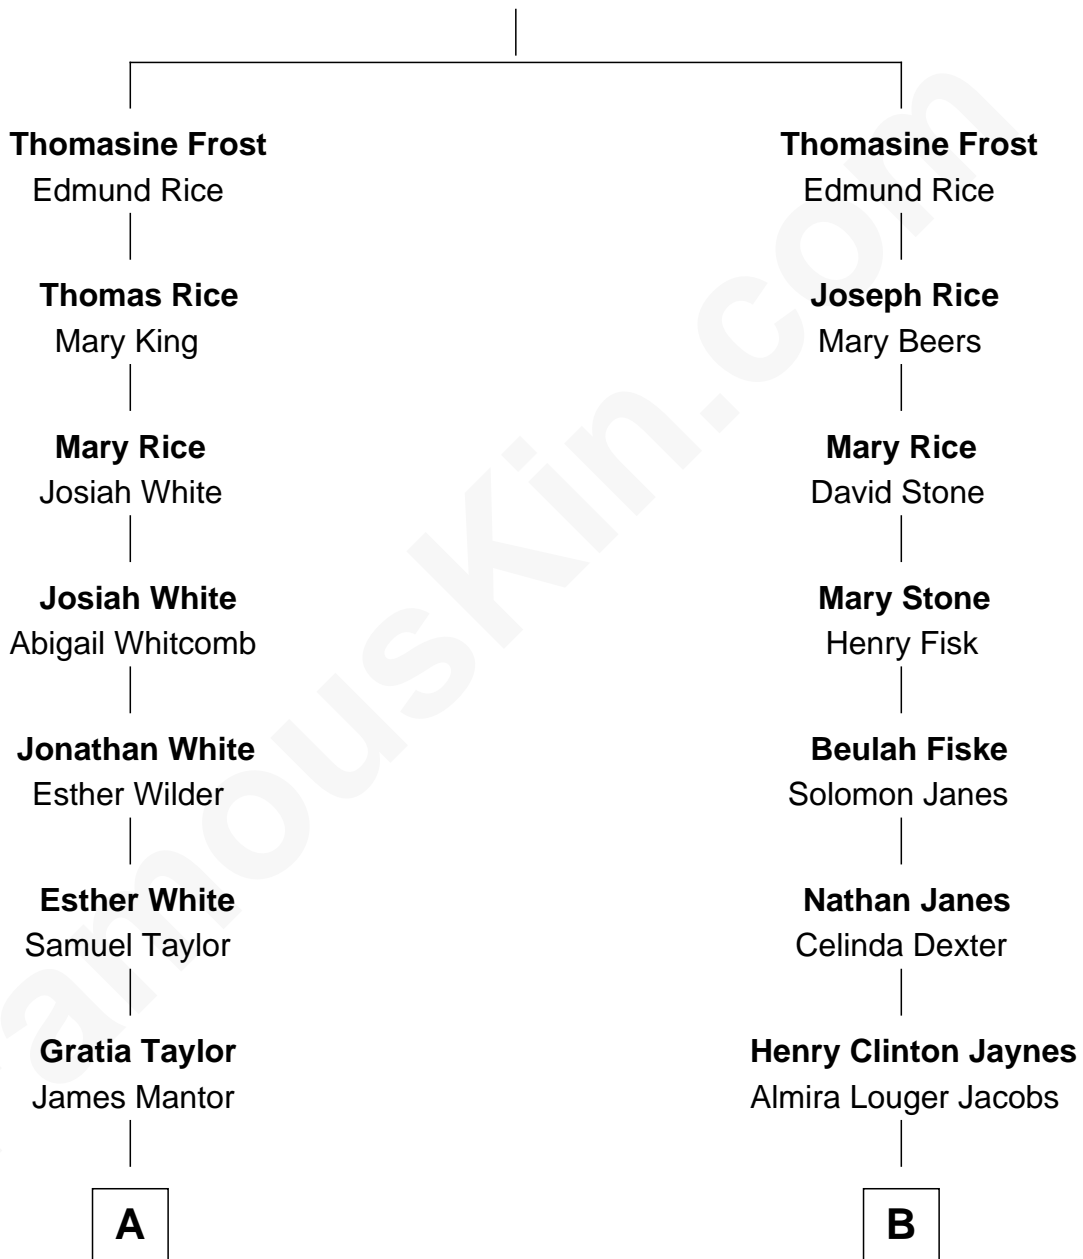 Thomasine Frost
Edmund Rice
Thomas Rice
Mary King
Mary Rice
Josiah White
Josiah White
Abigail Whitcomb
Jonathan White
Esther Wilder
Esther White
Samuel Taylor
Gratia Taylor
James Mantor
A
Thomasine Frost
Edmund Rice
Joseph Rice
Mary Beers
Mary Rice
David Stone
Mary Stone
Henry Fisk
Beulah Fiske
Solomon Janes
Nathan Janes
Celinda Dexter
Henry Clinton Jaynes
Almira Louger Jacobs
B
amouskin.com